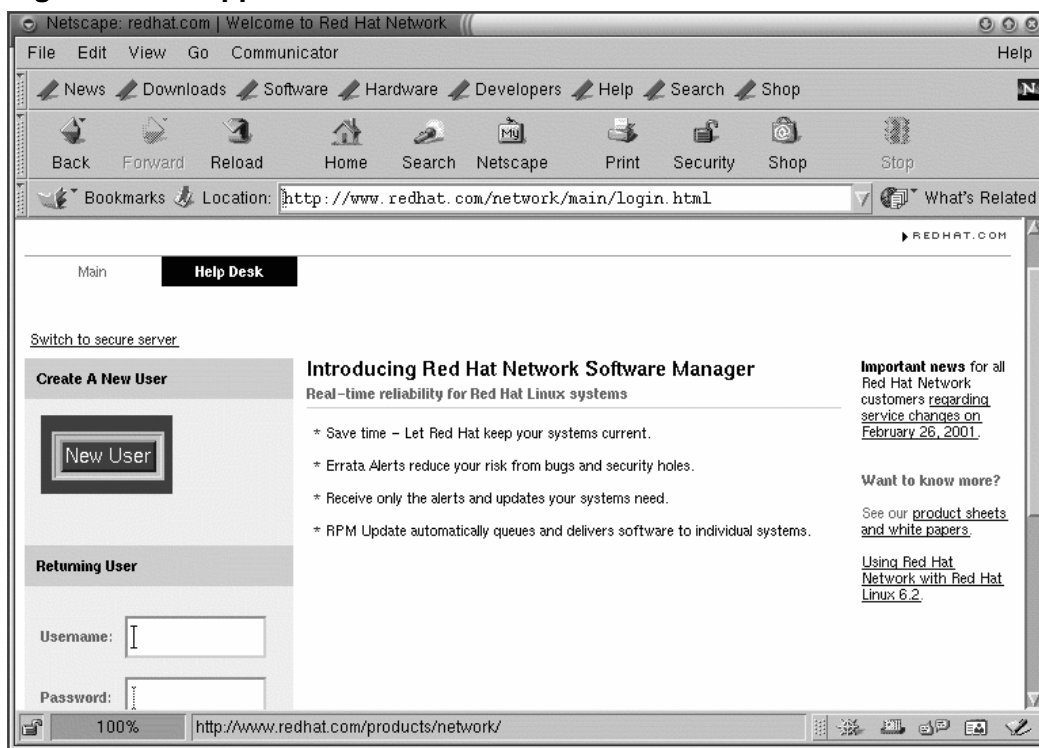 Netscape: redhat.com | Welcome to Red Hat Network
File Edit View Go Communicator Help
News Downloads Software Hardware Developers Help Search Shop
N
My
Back Forward Reload Home Search Netscape Print Security Shop Stop
Bookmarks Location: http://www.redhat.com/network/main/login.html What's Related
REDHAT.COM
Main Help Desk
Switch to secure server
Create A New User
New User
Returning User
Username:
Password:
Introducing Red Hat Network Software Manager
Real-time reliability for Red Hat Linux systems
* Save time – Let Red Hat keep your systems current.
* Errata Alerts reduce your risk from bugs and security holes.
* Receive only the alerts and updates your systems need.
* RPM Update automatically queues and delivers software to individual systems.
Important news for all
Red Hat Network
customers regarding
service changes on
February 26, 2001.
Want to know more?
See our product sheets
and white papers.
Using Red Hat
Network with Red Hat
Linux 6.2.
100% http://www.redhat.com/products/network/